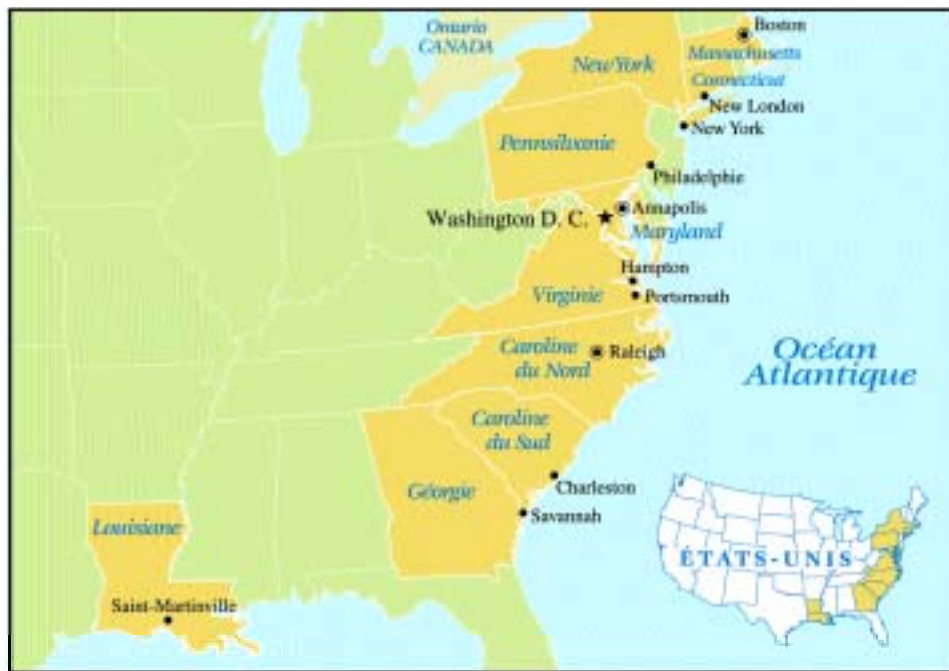 Boston
Ontario
CANADA
Massachusetts
New York
Connecticut
New London
New York
Pennsilvanie
Philadelphie
Annapolis
Washington D. C.
Maryland
Hampton
Virginie
Portsmouth
Caroline
du Nord
Raleigh
Océan
Atlantique
Caroline
du Sud
Charleston
Géorgie
Savannah
Louisiane
ÉTATS-UNIS
Saint-Martinville